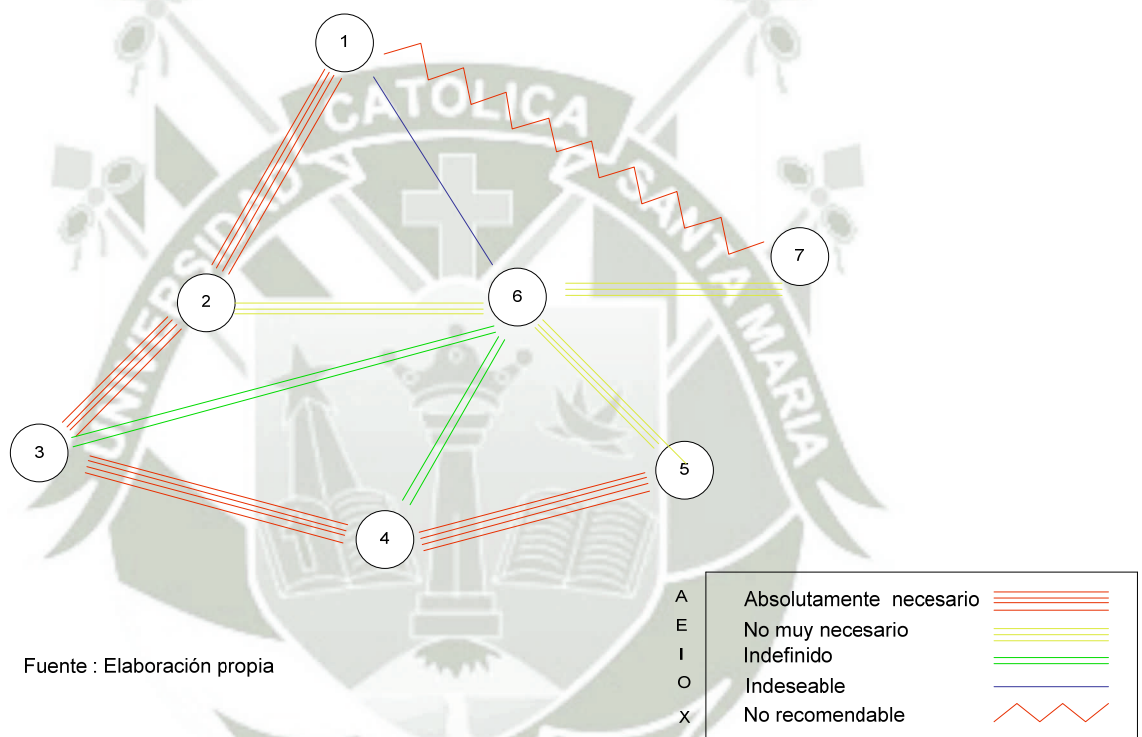 1
CATOLICA
UNIVERSIDAD
SANTA MARIA
7
2
6
3
5
4
A Absolutamente necesario
E No muy necesario
I Indefinido
O Indeseable
X No recomendable
Fuente : Elaboración propia